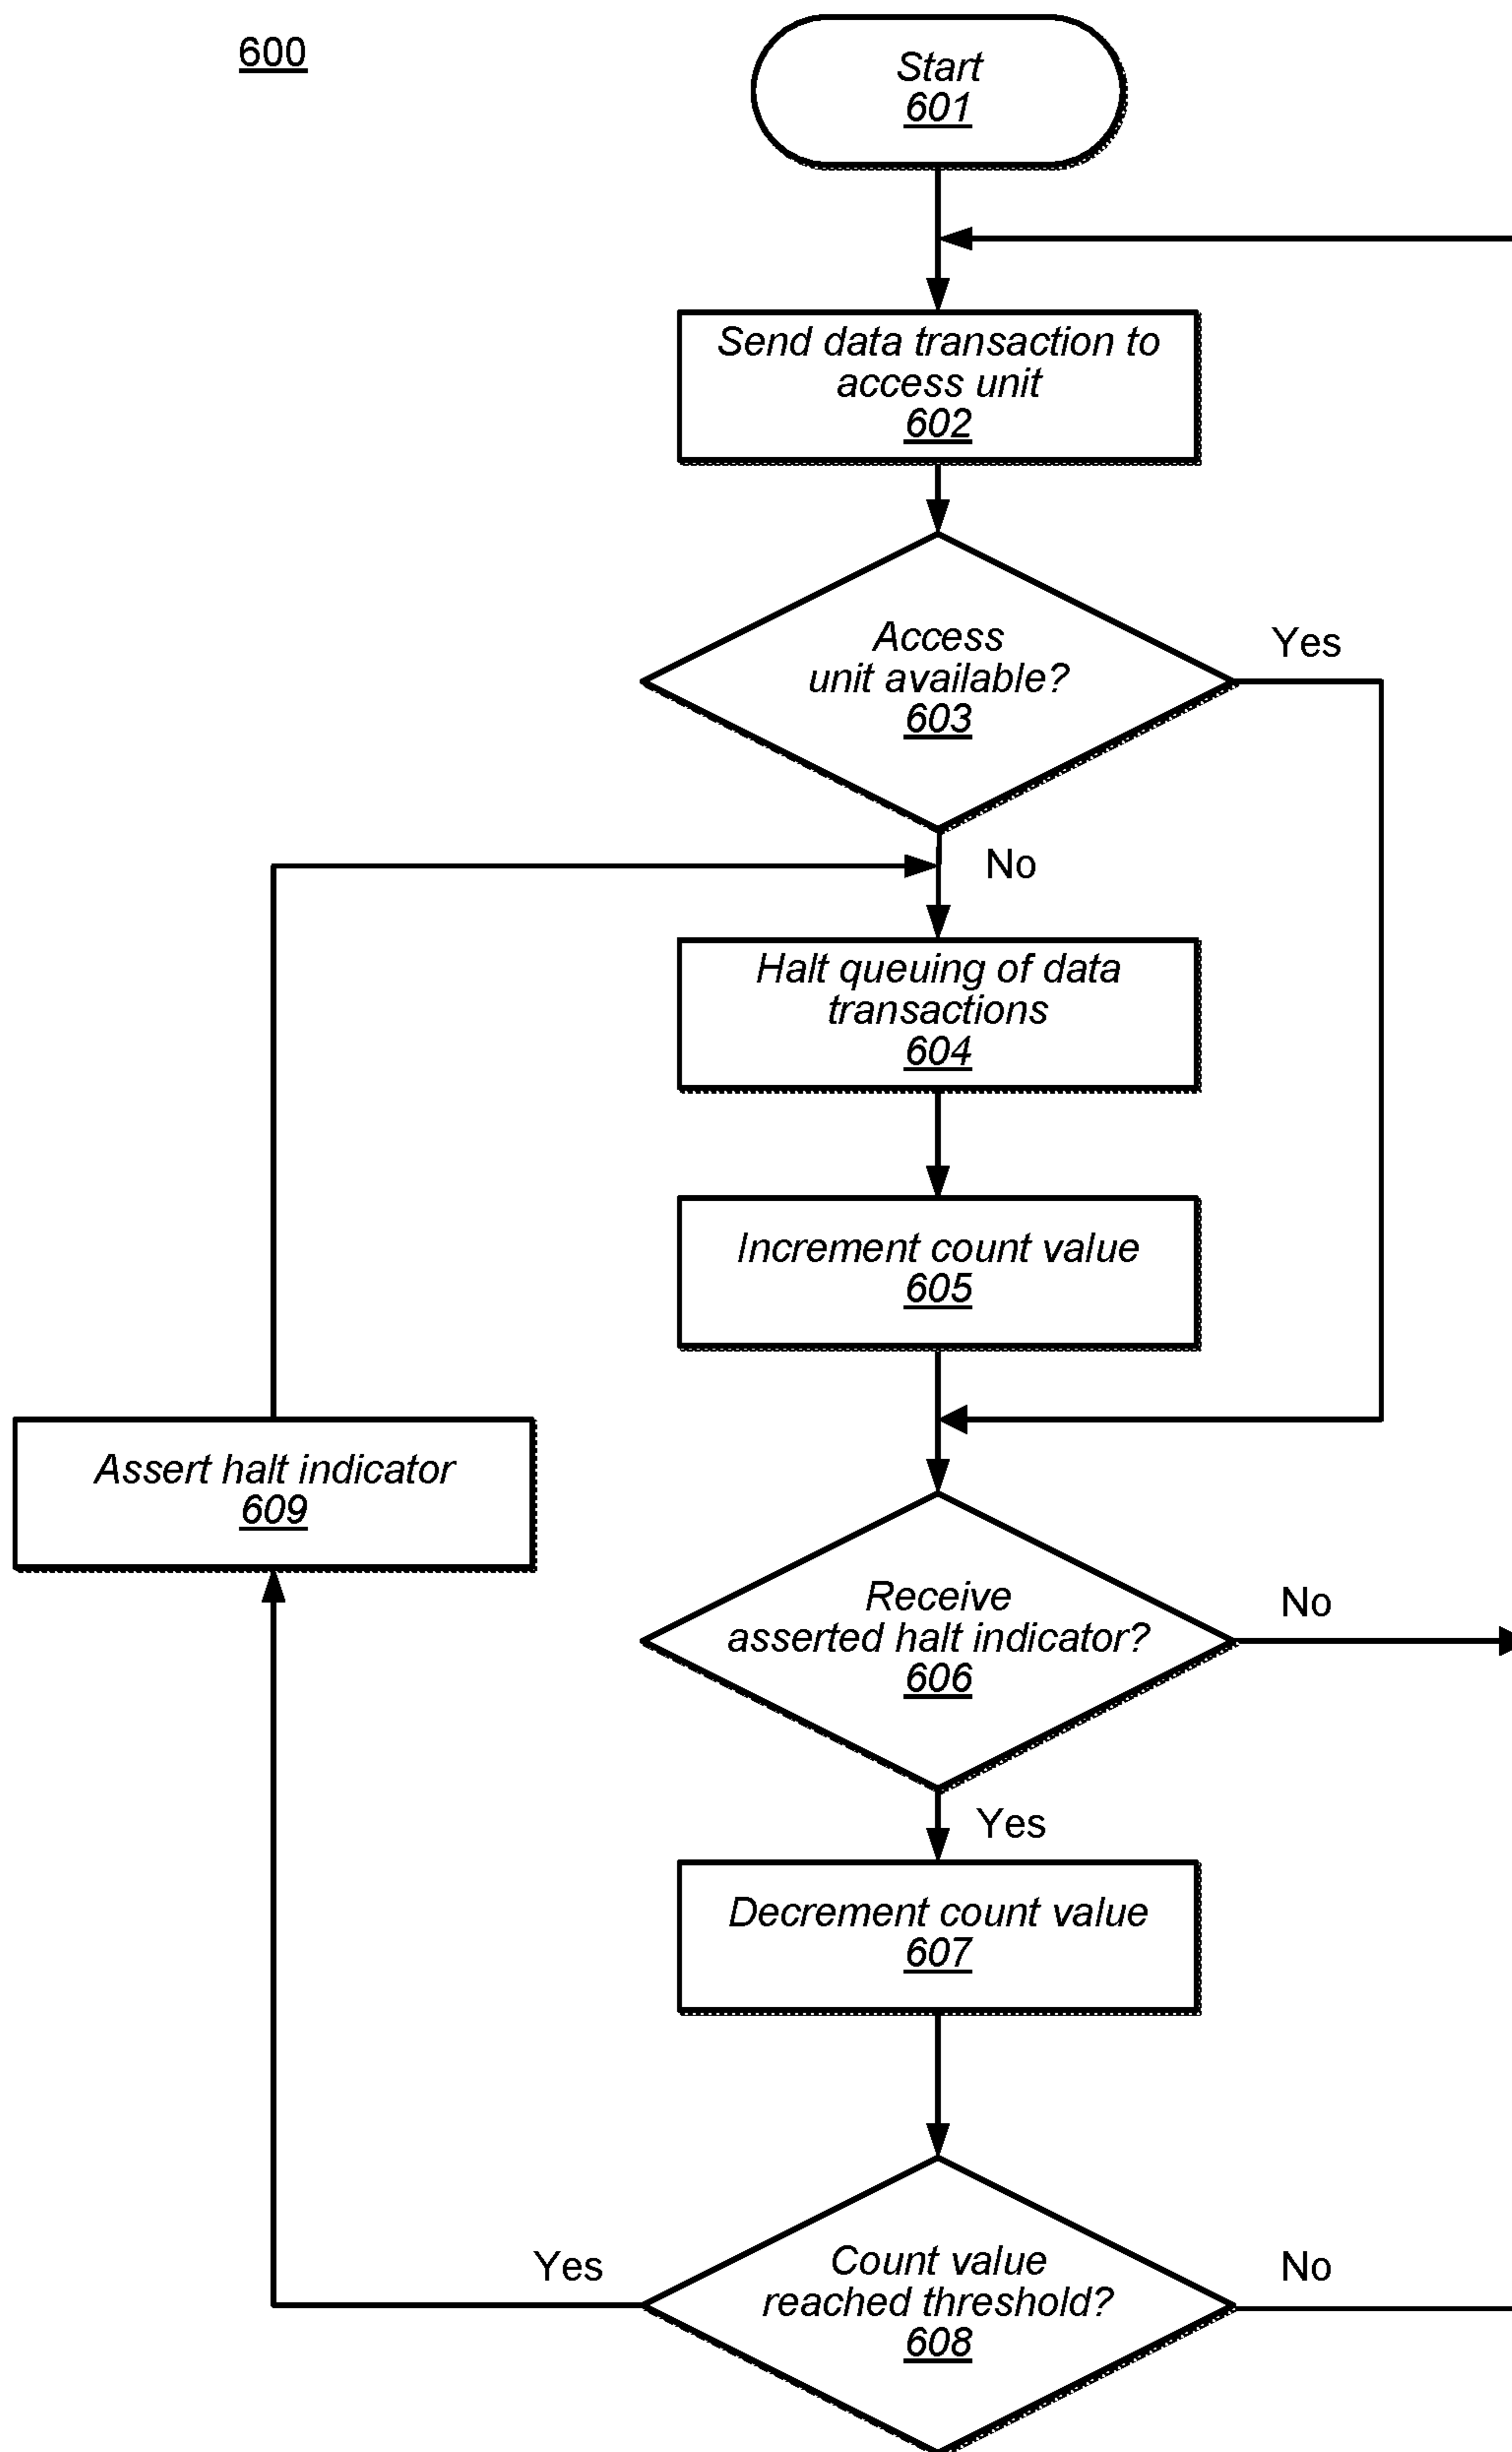 600
Start
601
Send data transaction to
access unit
602
Access
unit available?
603
Yes
No
Halt queuing of data
transactions
604
Increment count value
605
Assert halt indicator
609
Receive
asserted halt indicator?
606
No
Yes
Decrement count value
607
Yes
Count value
reached threshold?
608
No